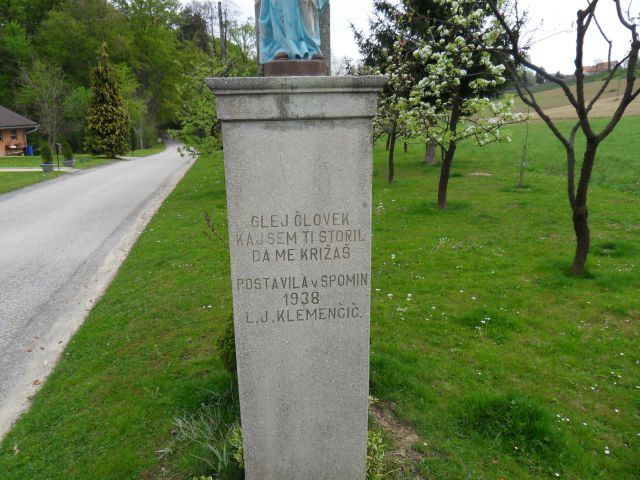 GLEJ ČLOVEK
KAJ SEM TI STORIL
DA ME KRIŽAŠ
POSTAVILA v SPOMIN
1938
L.J. KLEMENČIČ.